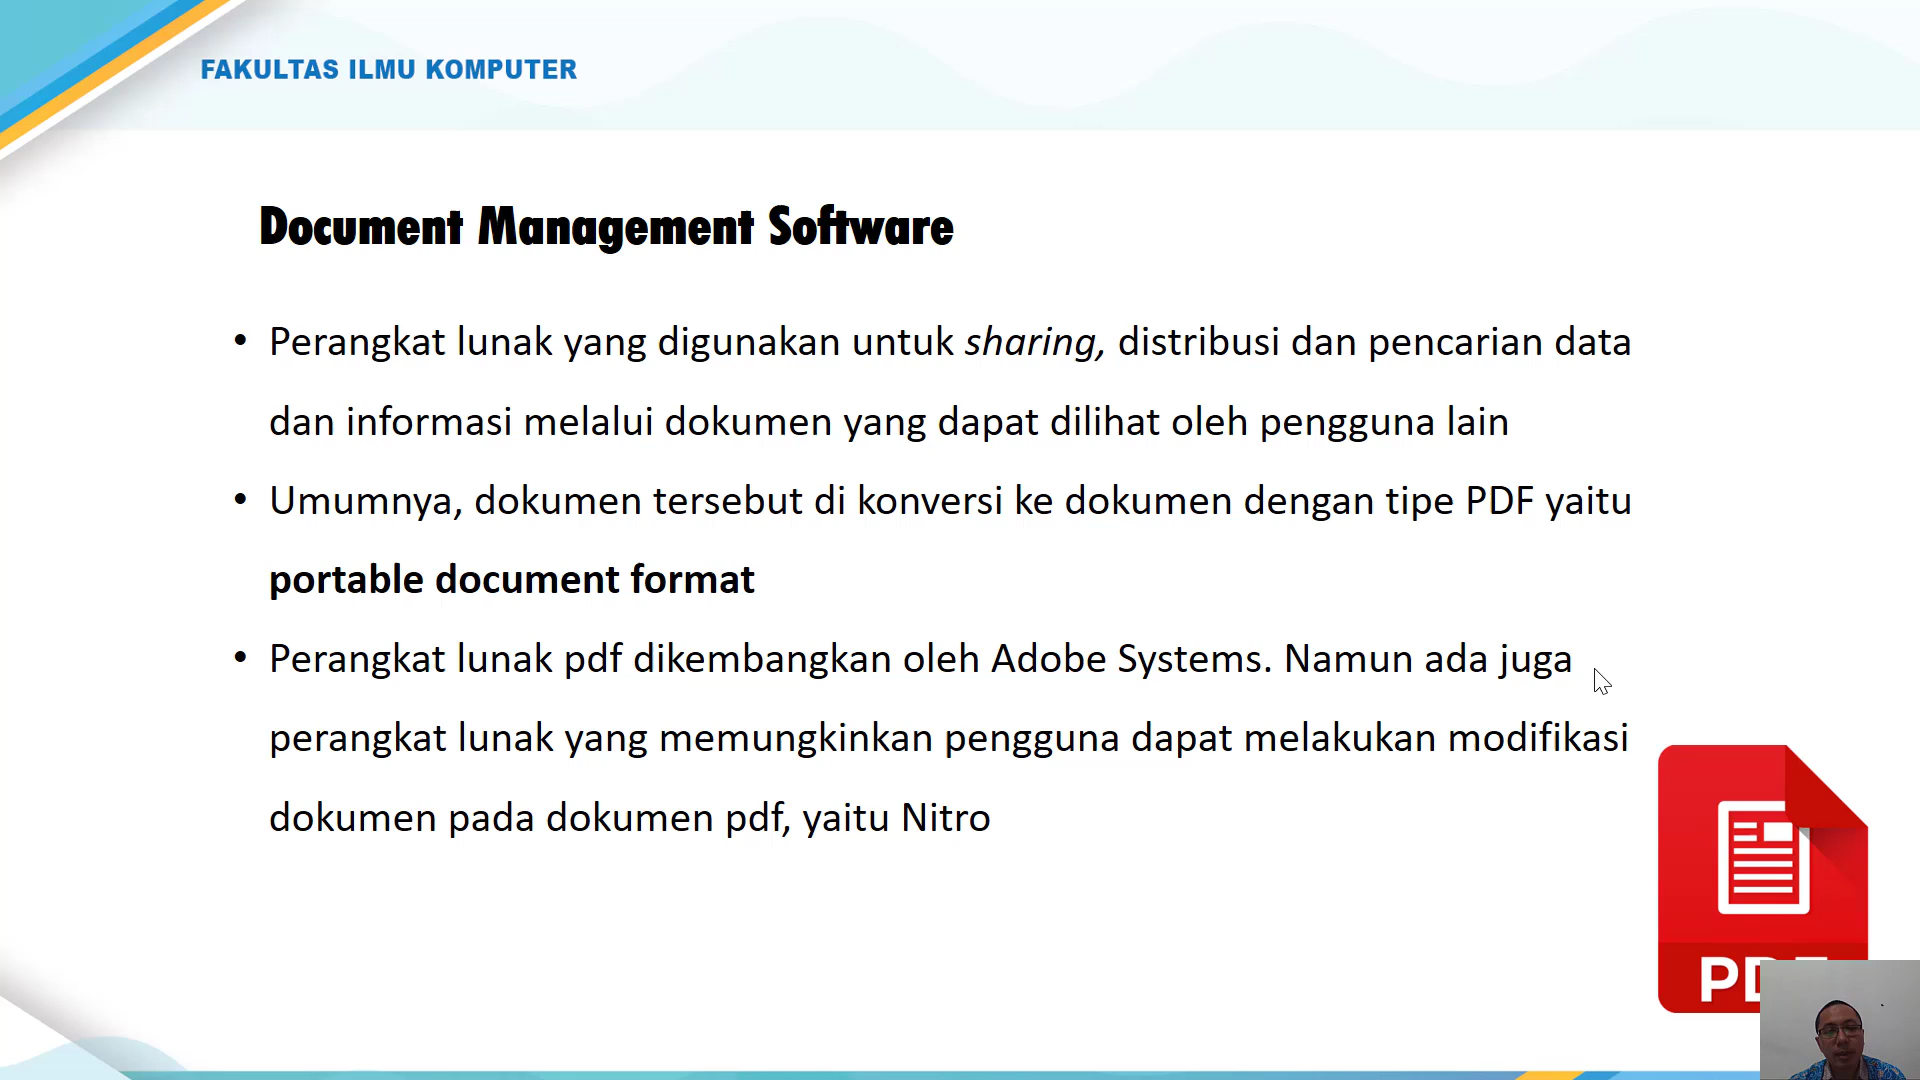 FAKULTAS ILMU KOMPUTER
Document Management Software
• Perangkat lunak yang digunakan untuk sharing, distribusi dan pencarian data
dan informasi melalui dokumen yang dapat dilihat oleh pengguna lain
• Umumnya, dokumen tersebut di konversi ke dokumen dengan tipe PDF yaitu
portable document format
• Perangkat lunak pdf dikembangkan oleh Adobe Systems. Namun ada juga
perangkat lunak yang memungkinkan pengguna dapat melakukan modifikasi
dokumen pada dokumen pdf, yaitu Nitro
PDF